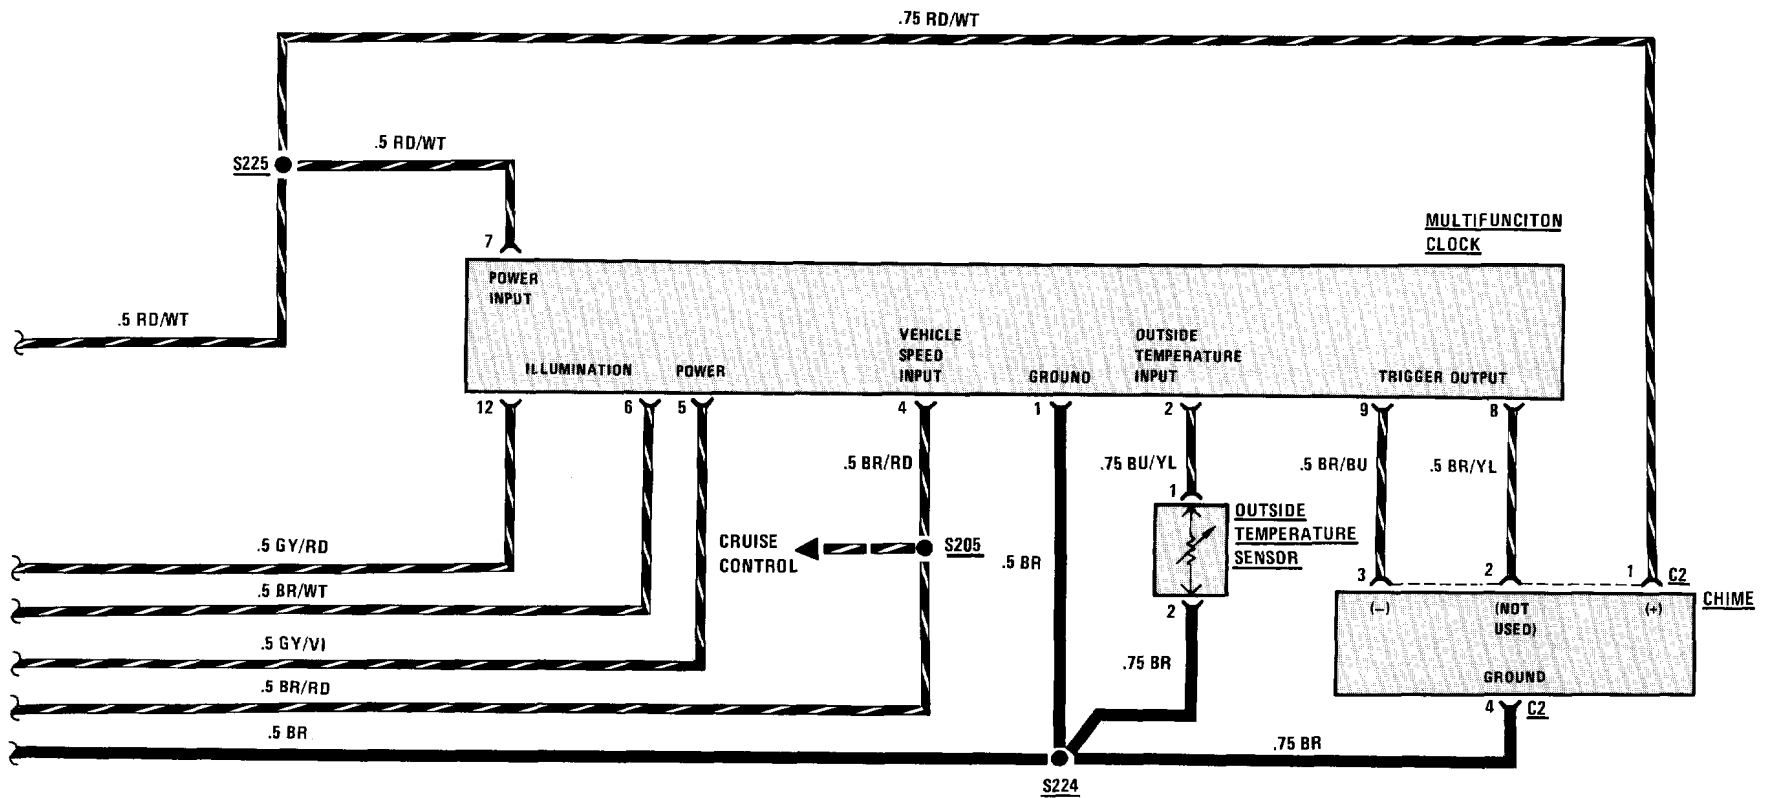 .75 RD/WT
.5 RD/WT
S225
7
MULTIFUNCITON
CLOCK
POWER
INPUT
.5 RD/WT
VEHICLE
SPEED
INPUT
OUTSIDE
TEMPERATURE
INPUT
ILLUMINATION
POWER
GROUND
TRIGGER OUTPUT
12
6
5
4
1
2
9
8
.5 BR/RD
.75 BU/YL
.5 BR/BU
.5 BR/YL
1
OUTSIDE
TEMPERATURE
SENSOR
CRUISE
CONTROL
S205
.5 GY/RD
.5 BR
3
2
1
C2
.5 BR/WT
2
(–)
(NOT
USED)
(+)
CHIME
.5 GY/VI
.75 BR
GROUND
.5 BR/RD
4
C2
.5 BR
.75 BR
S224